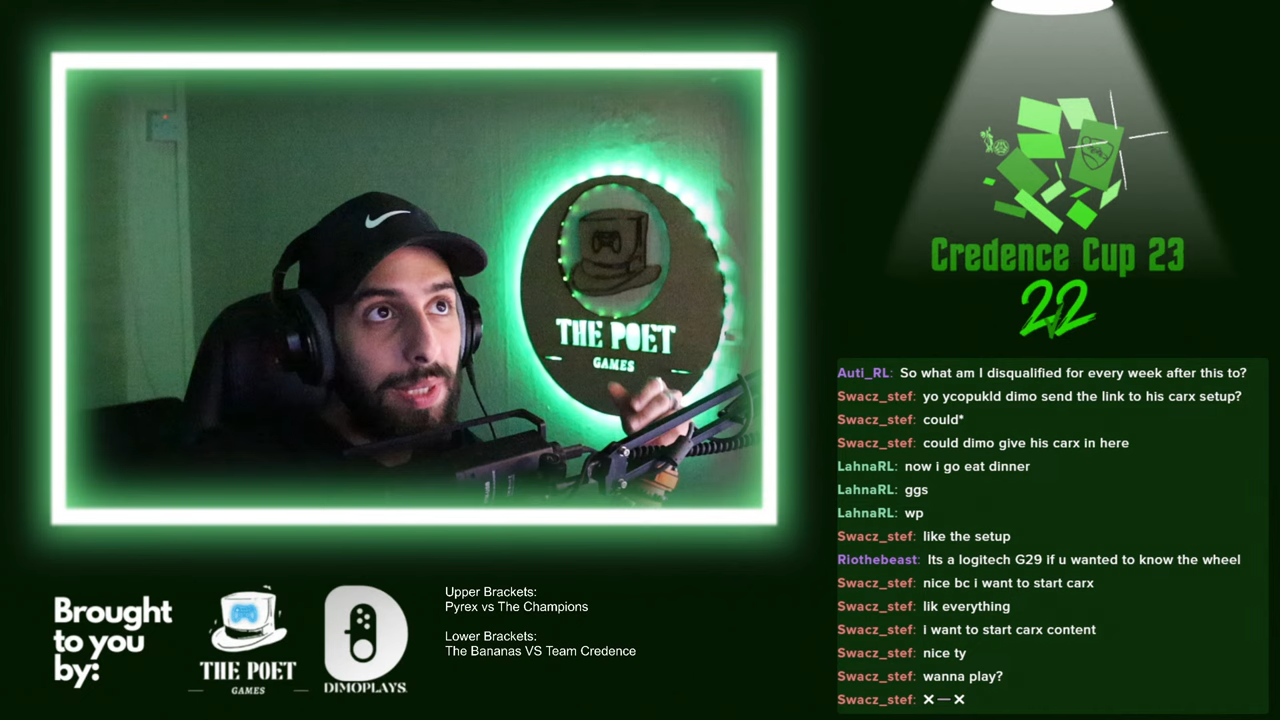 THE POET
GAMES
Credence Cup 23
22
Auti_RL: So what am I disqualified for every week after this to?
Swacz_stef: yo ycopukld dimo send the link to his carx setup?
Swacz_stef: could*
Swacz_stef: could dimo give his carx in here
LahnaRL: now i go eat dinner
LahnaRL: ggs
LahnaRL: wp
Swacz_stef: like the setup
Riothebeast: Its a logitech G29 if u wanted to know the wheel
Swacz_stef: nice bc i want to start carx
Swacz_stef: lik everything
Swacz_stef: i want to start carx content
Swacz_stef: nice ty
Swacz_stef: wanna play?
Swacz_stef: ✕ — ✕
Brought
to you
by:
THE POET
GAMES
D
DIMOPLAYS.
Upper Brackets:
Pyrex vs The Champions
Lower Brackets:
The Bananas VS Team Credence